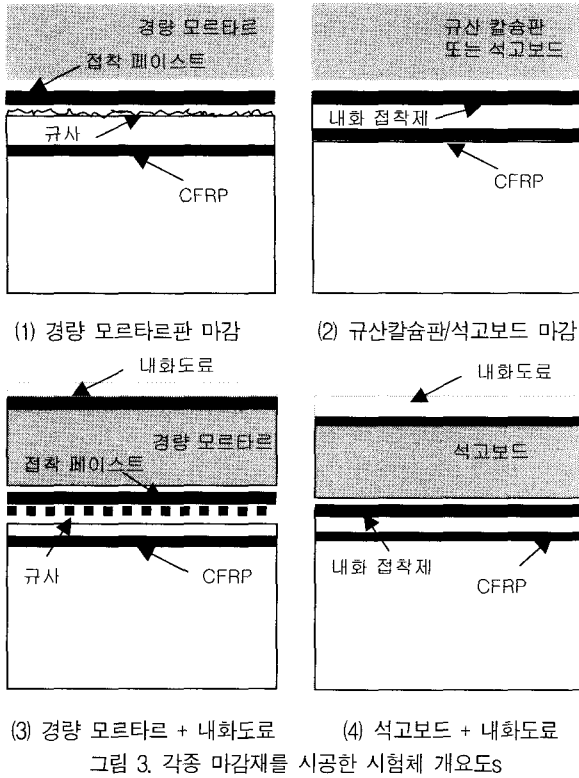 경량 모르타르
접착 페이스트
규사
CFRP
(1) 경량 모르타르판 마감
규산 칼슘판
또는 석고보드
내화 접착제
CFRP
(2) 규산칼슘판/석고보드 마감
내화도료
경량 모르타르
접착 페이스트
규사
CFRP
(3) 경량 모르타르 + 내화도료
내화도료
석고보드
내화 접착제
CFRP
(4) 석고보드 + 내화도료
그림 3. 각종 마감재를 시공한 시험체 개요도s